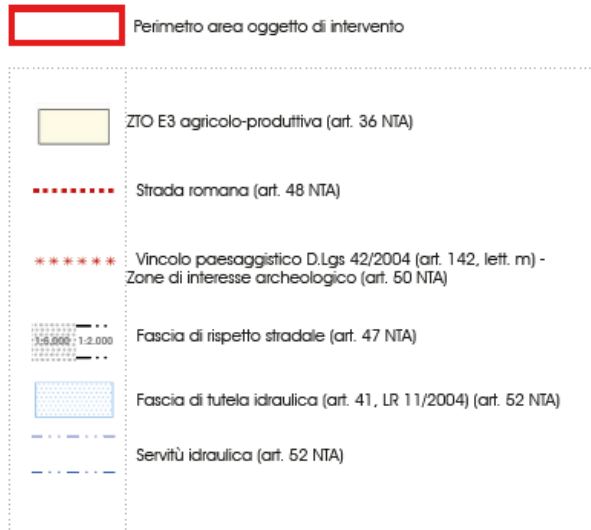 Perimetro area oggetto di intervento
ZTO E3 agricolo-produttiva (art. 36 NTA)
Strada romana (art. 48 NTA)
Vincolo paesaggistico D.Lgs 42/2004 (art. 142, lett. m) -
Zone di interesse archeologico (art. 50 NTA)
1:5.000 1:2.000 Fascia di rispetto stradale (art. 47 NTA)
Fascia di tutela idraulica (art. 41, LR 11/2004) (art. 52 NTA)
Servitù idraulica (art. 52 NTA)